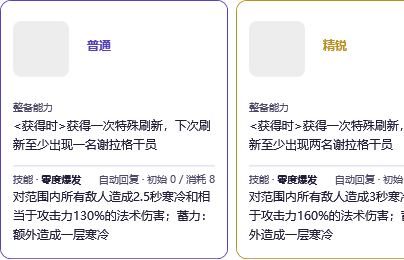 普通
整备能力
<获得时>获得一次特殊刷新，下次刷
新至少出现一名谢拉格干员
技能 · 零度爆发 自动回复 · 初始 0 / 消耗 8
对范围内所有敌人造成2.5秒寒冷和相
当于攻击力130%的法术伤害；蓄力：
额外造成一层寒冷
精锐
整备能力
<获得时>获得一次特殊刷新，
新至少出现两名谢拉格干员
技能 · 零度爆发 自动回复 · 初始
对范围内所有敌人造成3秒寒
于攻击力160%的法术伤害；
外造成一层寒冷